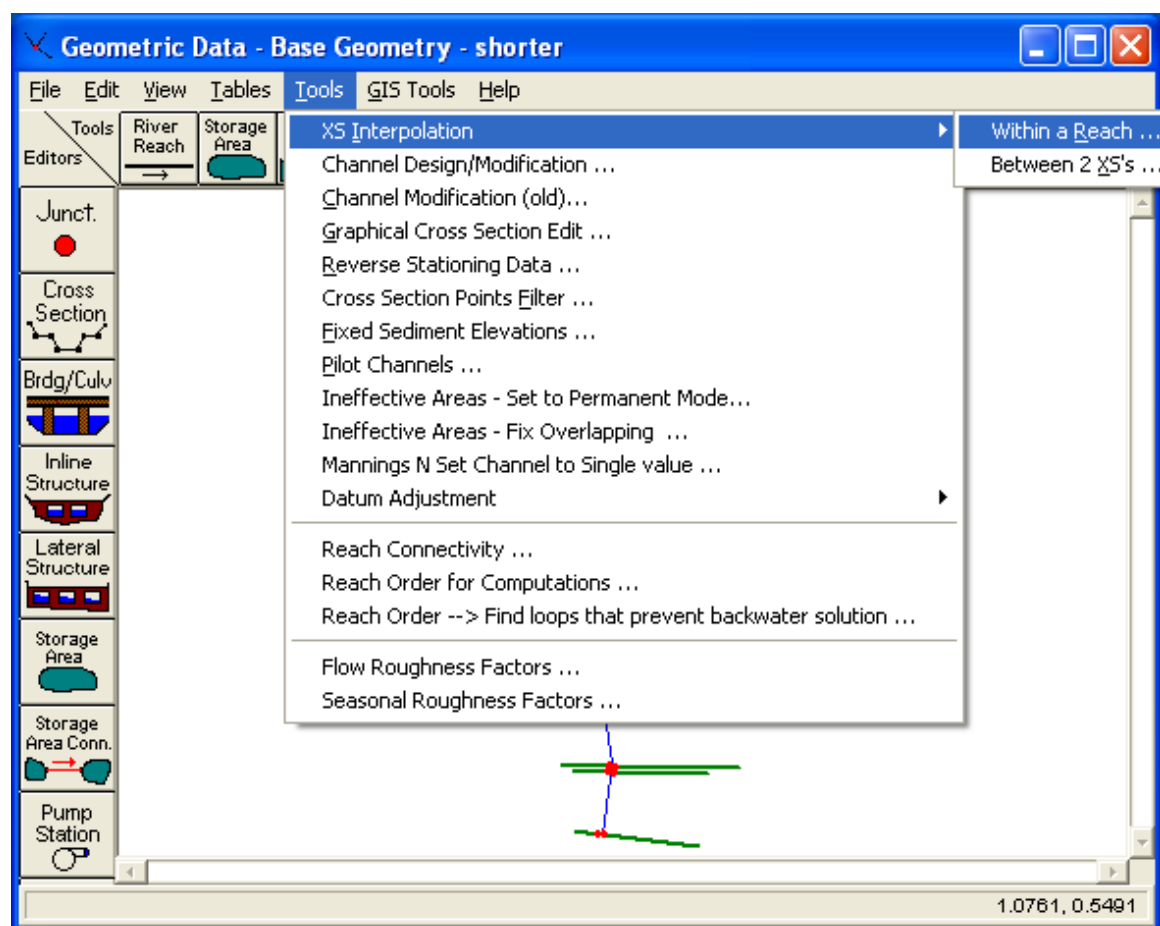 Geometric Data - Base Geometry - shorter
File Edit View Tables Tools GIS Tools Help
Tools
Editors
River
Reach
Storage
Area
XS Interpolation
Within a Reach ...
Between 2 XS's ...
Channel Design/Modification ...
Channel Modification (old)...
Graphical Cross Section Edit ...
Reverse Stationing Data ...
Cross Section Points Filter ...
Fixed Sediment Elevations ...
Pilot Channels ...
Ineffective Areas - Set to Permanent Mode...
Ineffective Areas - Fix Overlapping ...
Mannings N Set Channel to Single value ...
Datum Adjustment
Reach Connectivity ...
Reach Order for Computations ...
Reach Order --> Find loops that prevent backwater solution ...
Flow Roughness Factors ...
Seasonal Roughness Factors ...
Junct.
Cross
Section
Brdg/Culv
Inline
Structure
Lateral
Structure
Storage
Area
Storage
Area Conn.
Pump
Station
1.0761, 0.5491